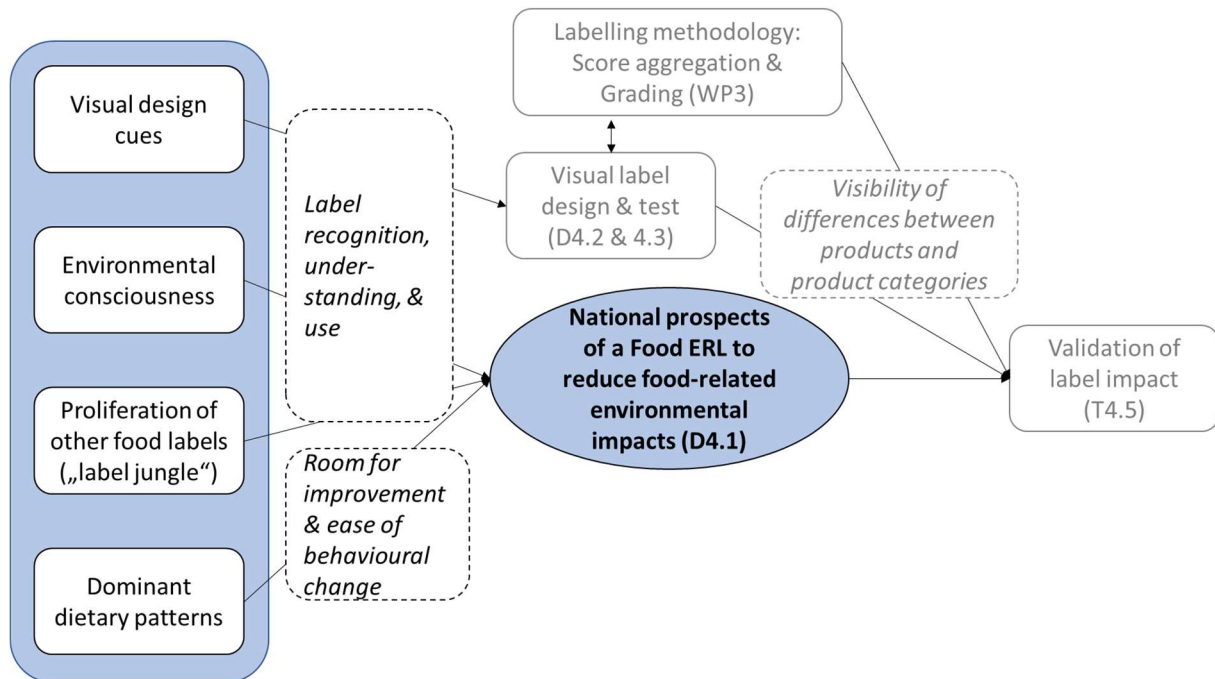 Visual design
cues
Environmental
consciousness
Proliferation of
other food labels
(„label jungle“)
Dominant
dietary patterns
Label
recognition,
under-
standing, &
use
Room for
improvement
& ease of
behavioural
change
Labelling methodology:
Score aggregation &
Grading (WP3)
Visual label
design & test
(D4.2 & 4.3)
National prospects
of a Food ERL to
reduce food-related
environmental
impacts (D4.1)
Visibility of
differences between
products and
product categories
Validation of
label impact
(T4.5)